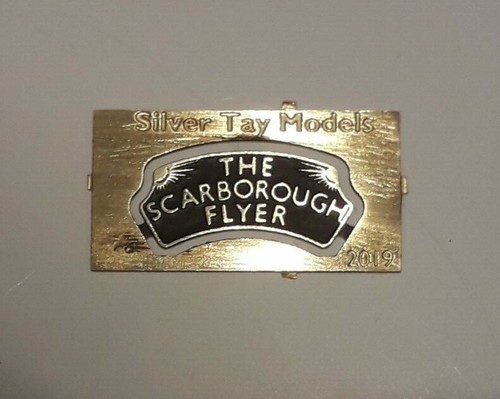 Silver Tay Models
THE
SCARBOROUGH
FLYER
2019